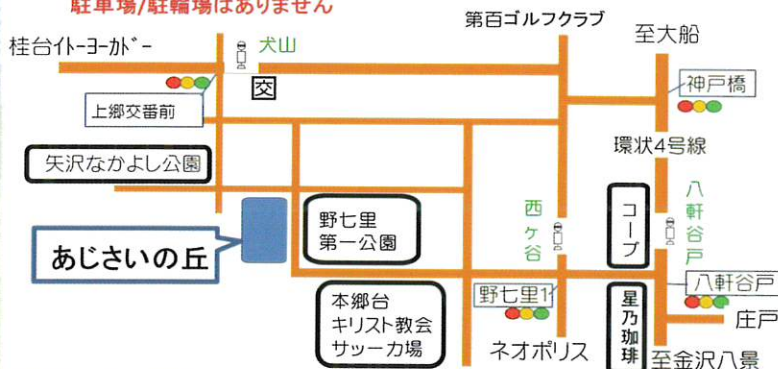 駐車場/駐輪場はありません
第百ゴルフクラブ
至大船
桂台イトーヨーカドー
犬山
交
神戸橋
上郷交番前
環状4号線
矢沢なかよし公園
八軒谷戸
西ケ谷
コープ
野七里
第一公園
あじさいの丘
八軒谷戸
野七里1
本郷台
キリスト教会
サッーカ場
星乃珈琲
庄戸
ネオポリス
至金沢八景